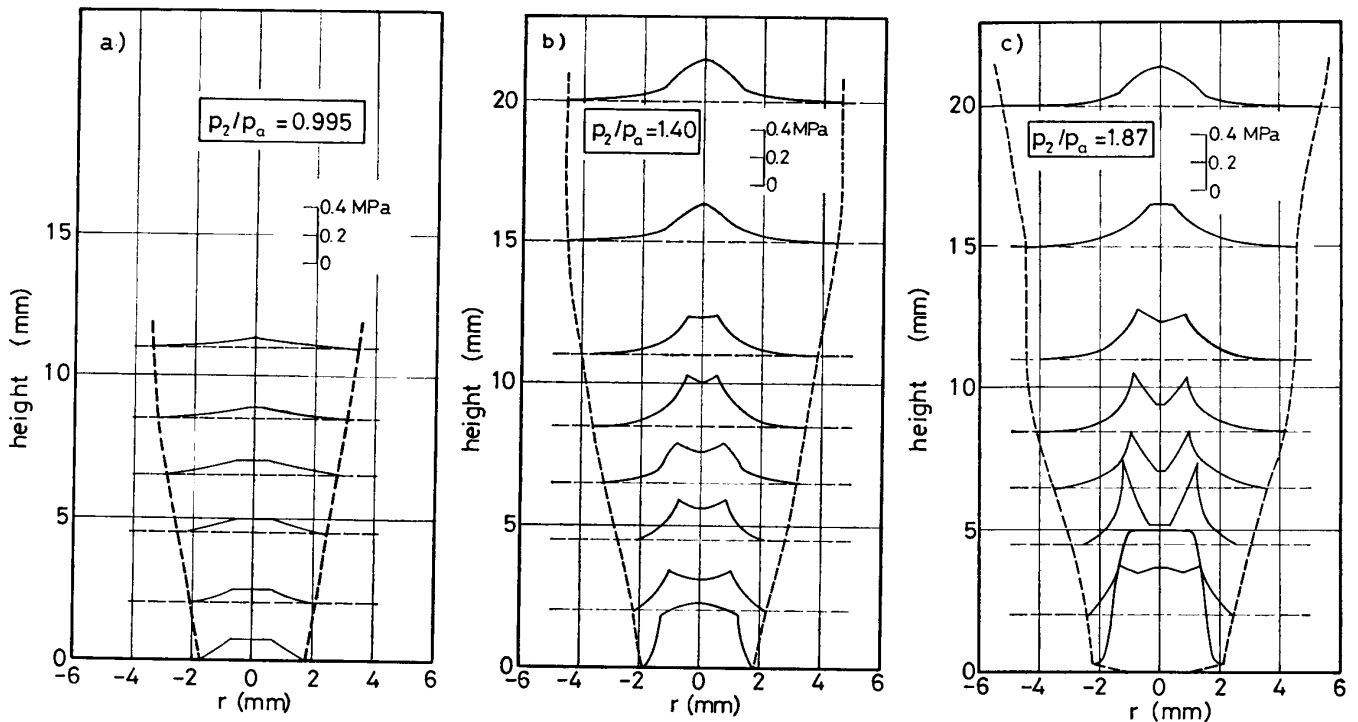 a)
p₂/pₐ = 0.995
0.4 MPa
0.2
0
15
10
5
0
height (mm)
-6 -4 -2 0 2 4 6
r (mm)
b)
p₂/pₐ = 1.40
0.4 MPa
0.2
0
20
15
10
5
0
height (mm)
-6 -4 -2 0 2 4 6
r (mm)
c)
p₂/pₐ = 1.87
0.4 MPa
0.2
0
20
15
10
5
0
height (mm)
-6 -4 -2 0 2 4 6
r (mm)